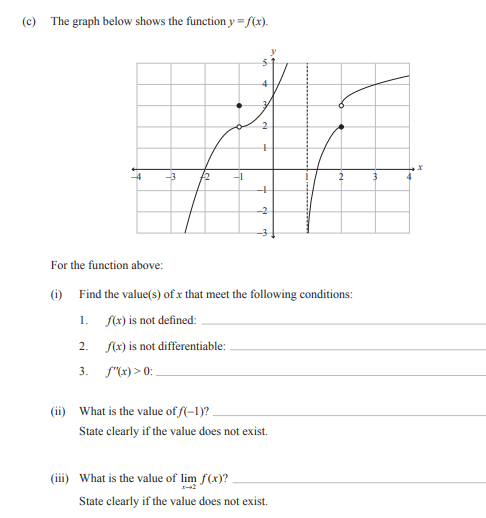 (c) The graph below shows the function y = f(x).
y
5
4
3
2
1
–4 –3 –2 –1 1 2 3 4 x
–1
–2
–3
For the function above:
(i) Find the value(s) of x that meet the following conditions:
1. f(x) is not defined:
2. f(x) is not differentiable:
3. f″(x) > 0:
(ii) What is the value of f(–1)?
State clearly if the value does not exist.
(iii) What is the value of lim f(x)?
x→2
State clearly if the value does not exist.